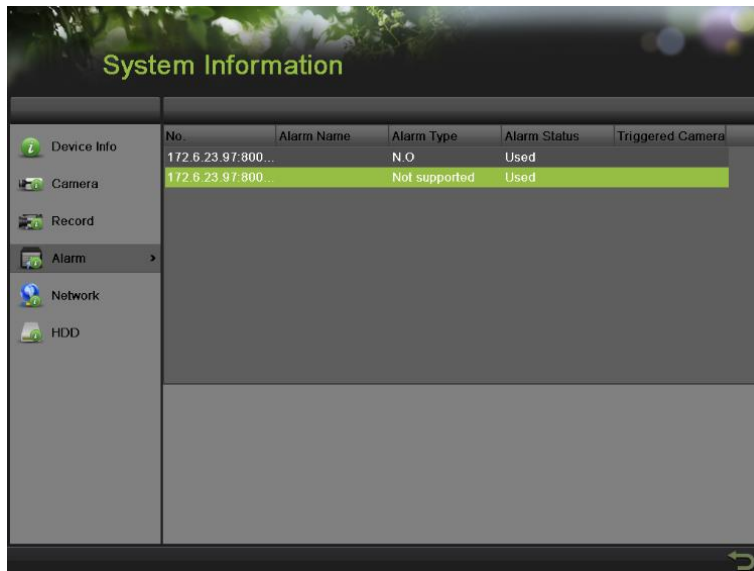 System Information
No. Alarm Name Alarm Type Alarm Status Triggered Camera
172.6.23.97:800... N.O Used
172.6.23.97:800... Not supported Used
Device Info
Camera
Record
Alarm
Network
HDD